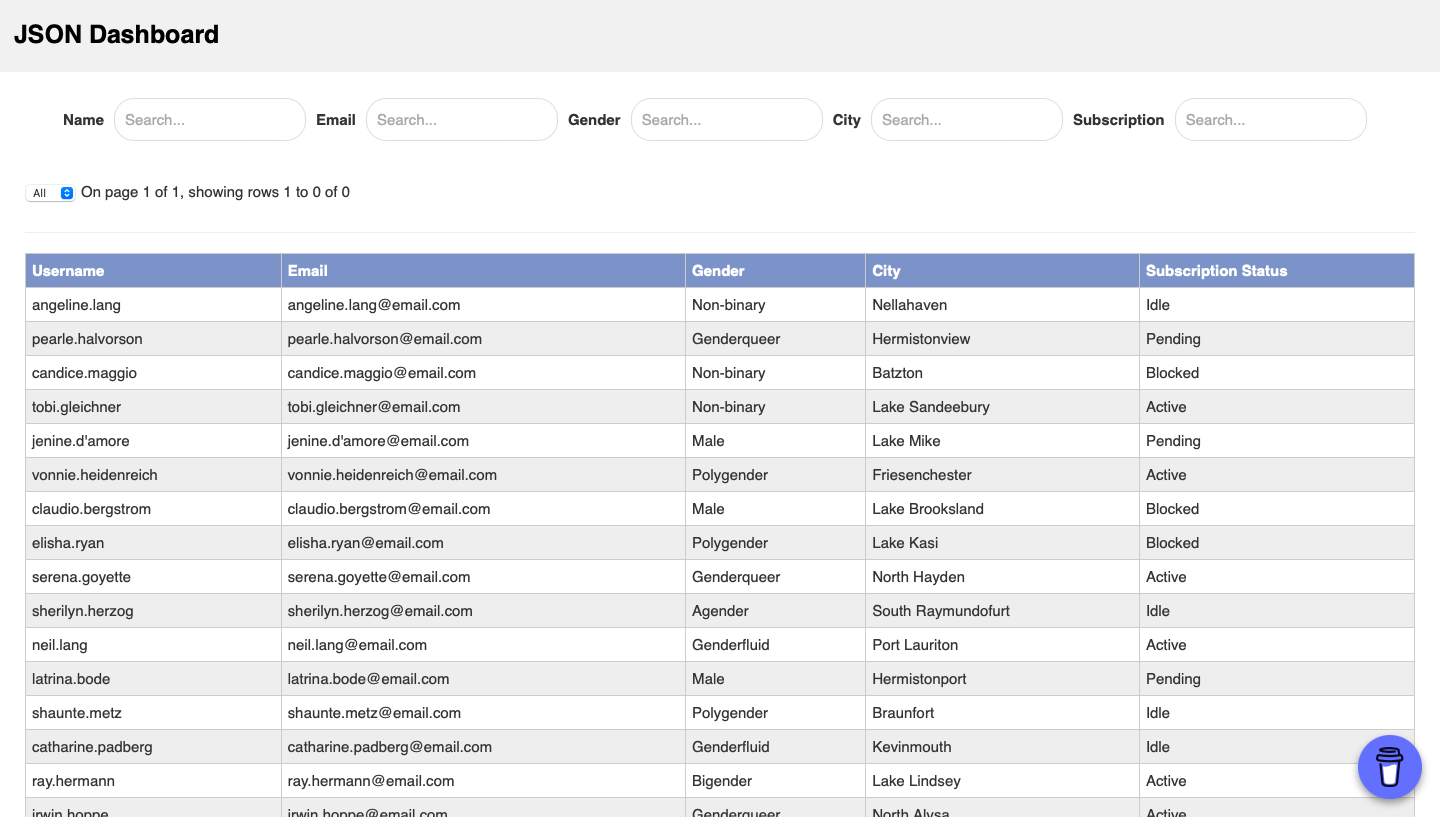 JSON Dashboard
Name Search... Email Search... Gender Search... City Search... Subscription Search...
All On page 1 of 1, showing rows 1 to 0 of 0
Username Email Gender City Subscription Status
angeline.lang angeline.lang@email.com Non-binary Nellahaven Idle
pearle.halvorson pearle.halvorson@email.com Genderqueer Hermistonview Pending
candice.maggio candice.maggio@email.com Non-binary Batzton Blocked
tobi.gleichner tobi.gleichner@email.com Non-binary Lake Sandeebury Active
jenine.d'amore jenine.d'amore@email.com Male Lake Mike Pending
vonnie.heidenreich vonnie.heidenreich@email.com Polygender Friesenchester Active
claudio.bergstrom claudio.bergstrom@email.com Male Lake Brooksland Blocked
elisha.ryan elisha.ryan@email.com Polygender Lake Kasi Blocked
serena.goyette serena.goyette@email.com Genderqueer North Hayden Active
sherilyn.herzog sherilyn.herzog@email.com Agender South Raymundofurt Idle
neil.lang neil.lang@email.com Genderfluid Port Lauriton Active
latrina.bode latrina.bode@email.com Male Hermistonport Pending
shaunte.metz shaunte.metz@email.com Polygender Braunfort Idle
catharine.padberg catharine.padberg@email.com Genderfluid Kevinmouth Idle
ray.hermann ray.hermann@email.com Bigender Lake Lindsey Active
irwin.hoppe irwin.hoppe@email.com Genderqueer North Alysa Active